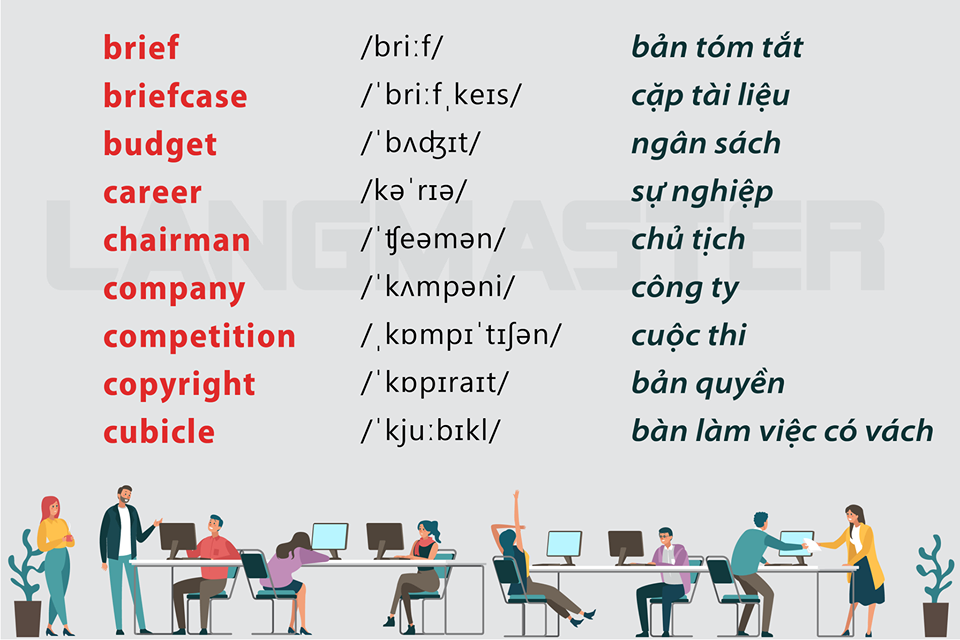 brief /briːf/ bản tóm tắt
briefcase /ˈbriːfˌkeɪs/ cặp tài liệu
budget /ˈbʌʤɪt/ ngân sách
career /kəˈrɪə/ sự nghiệp
chairman /ˈʧeəmən/ chủ tịch
LANGMASTER
company /ˈkʌmpəni/ công ty
competition /ˌkɒmpɪˈtɪʃən/ cuộc thi
copyright /ˈkɒpɪraɪt/ bản quyền
cubicle /ˈkjuːbɪkl/ bàn làm việc có vách